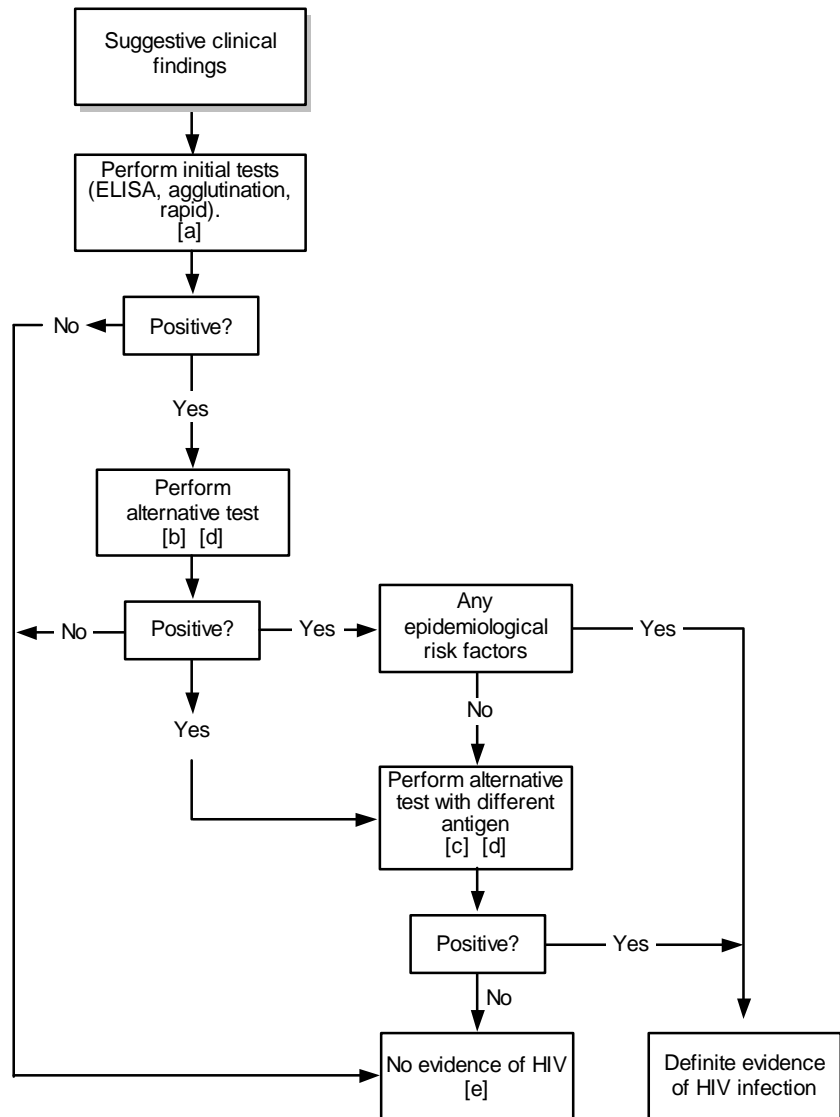 Suggestive clinical
findings
Perform initial tests
(ELISA, agglutination,
rapid).
[a]
No
Positive?
Yes
Perform
alternative test
[b] [d]
No
Positive?
Yes
Any
epidemiological
risk factors
Yes
Yes
No
Perform alternative
test with different
antigen
[c] [d]
Positive?
Yes
No
No evidence of HIV
[e]
Definite evidence
of HIV infection